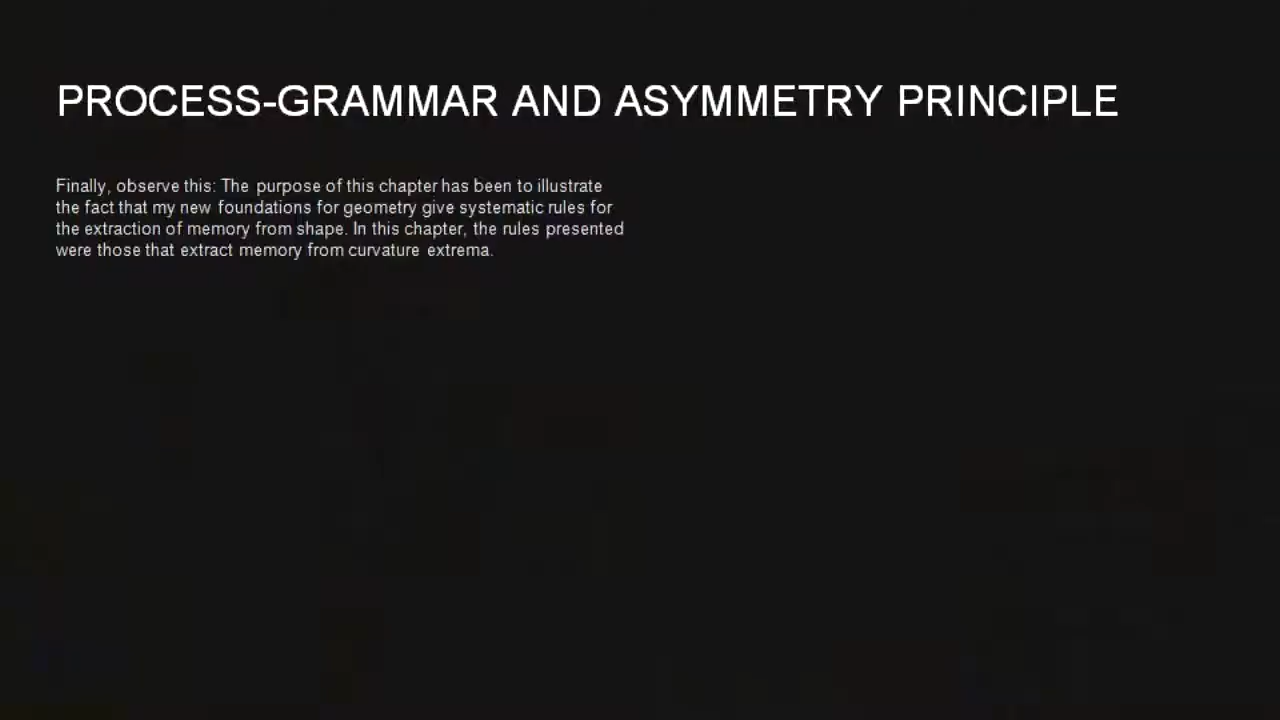 PROCESS-GRAMMAR AND ASYMMETRY PRINCIPLE
Finally, observe this: The purpose of this chapter has been to illustrate
the fact that my new foundations for geometry give systematic rules for
the extraction of memory from shape. In this chapter, the rules presented
were those that extract memory from curvature extrema.